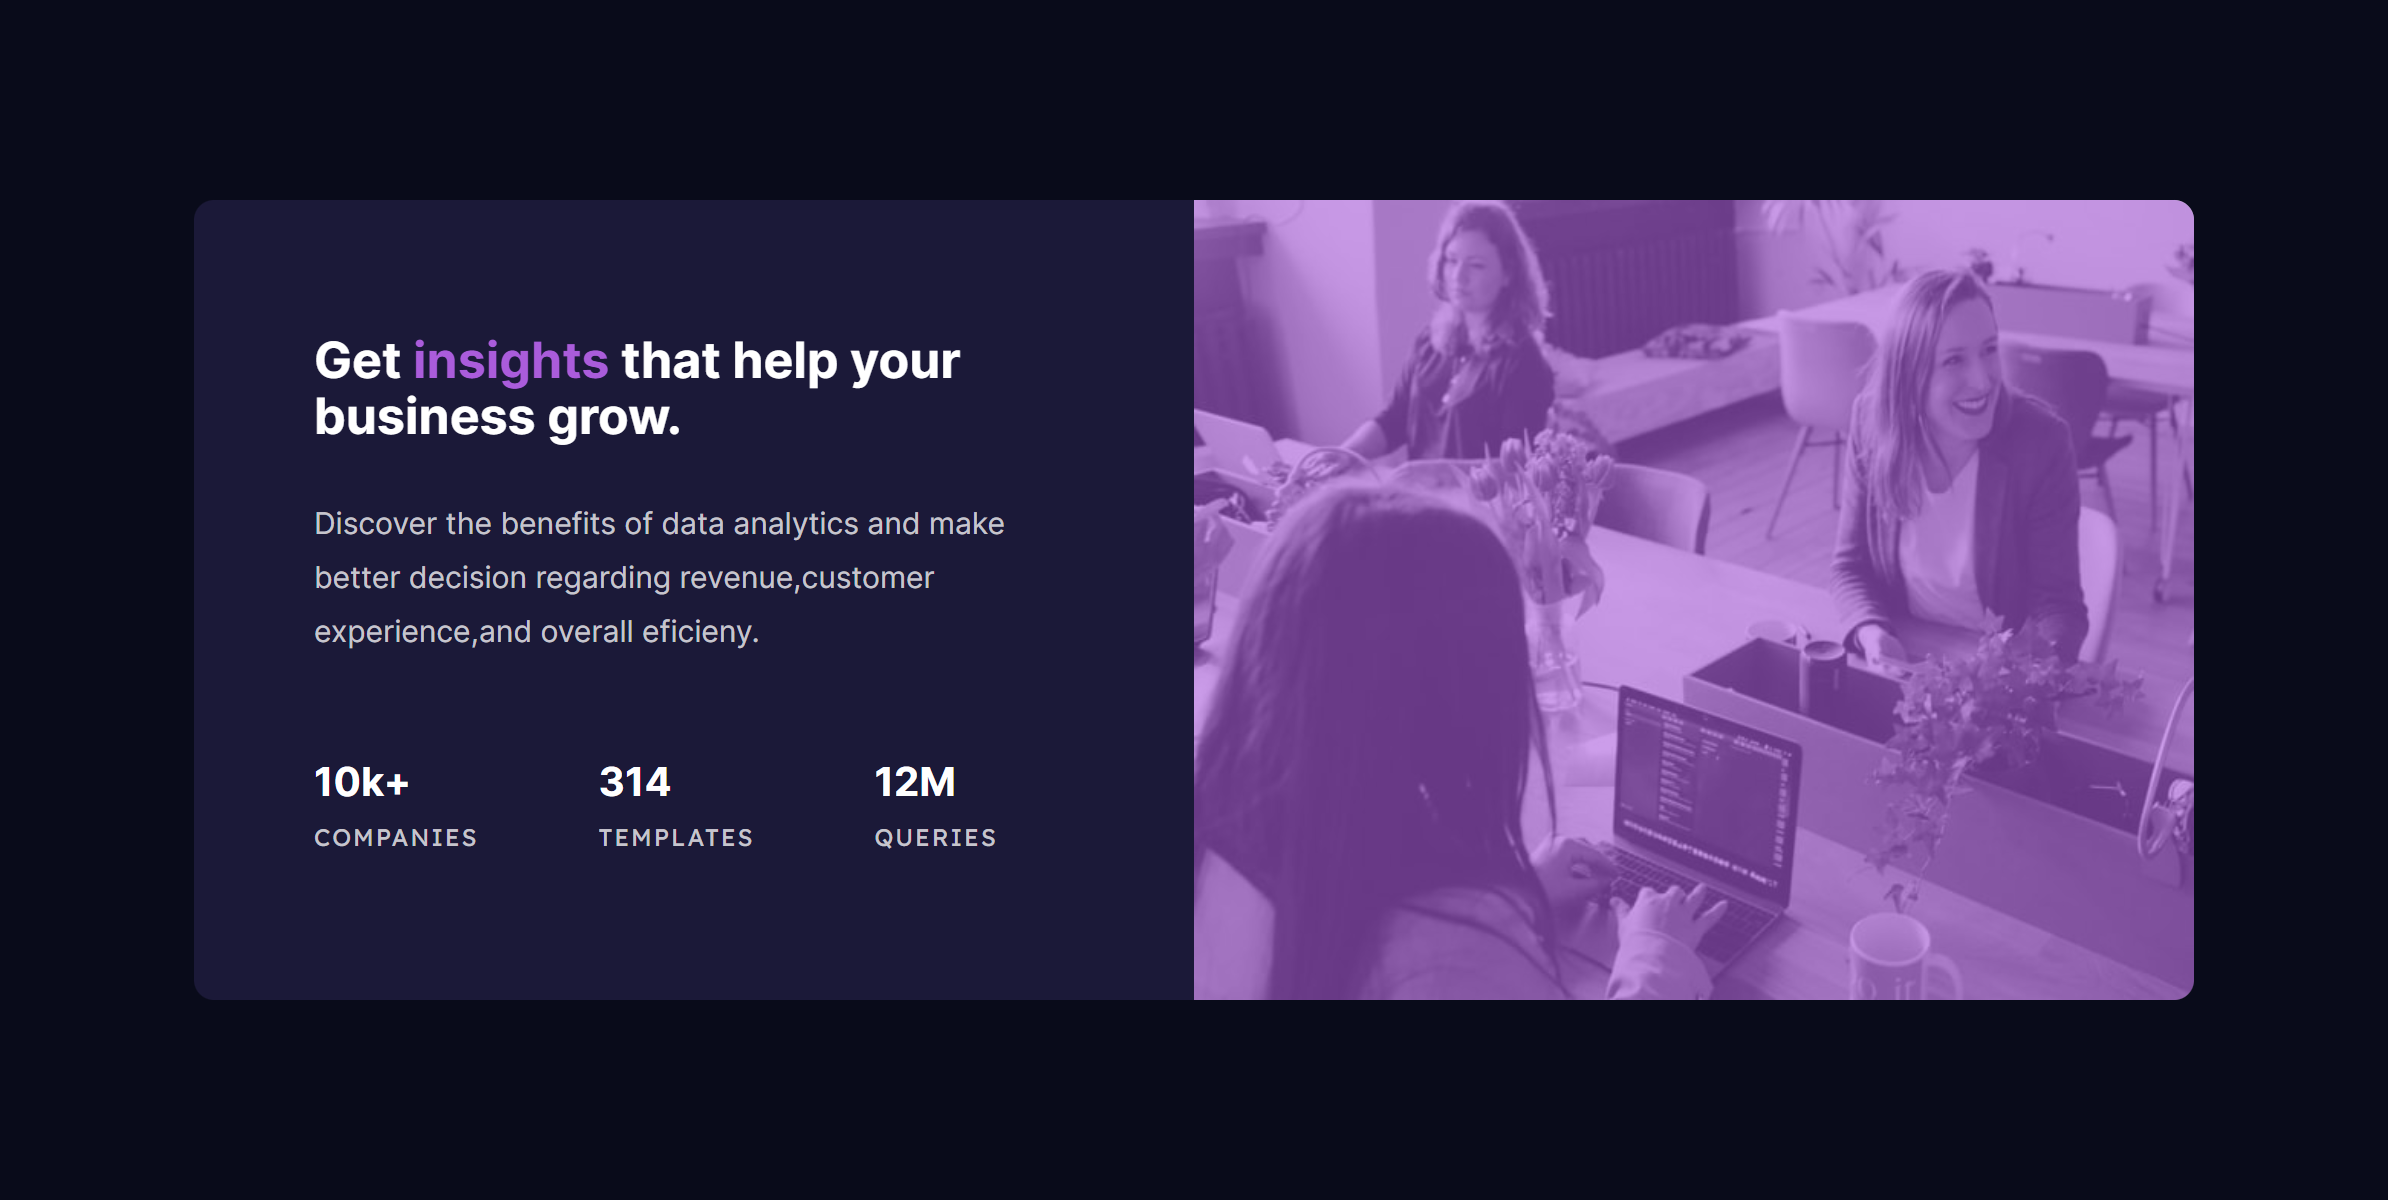 Get insights that help your
business grow.
Discover the benefits of data analytics and make
better decision regarding revenue,customer
experience,and overall eficieny.
10k+
314
12M
COMPANIES
TEMPLATES
QUERIES